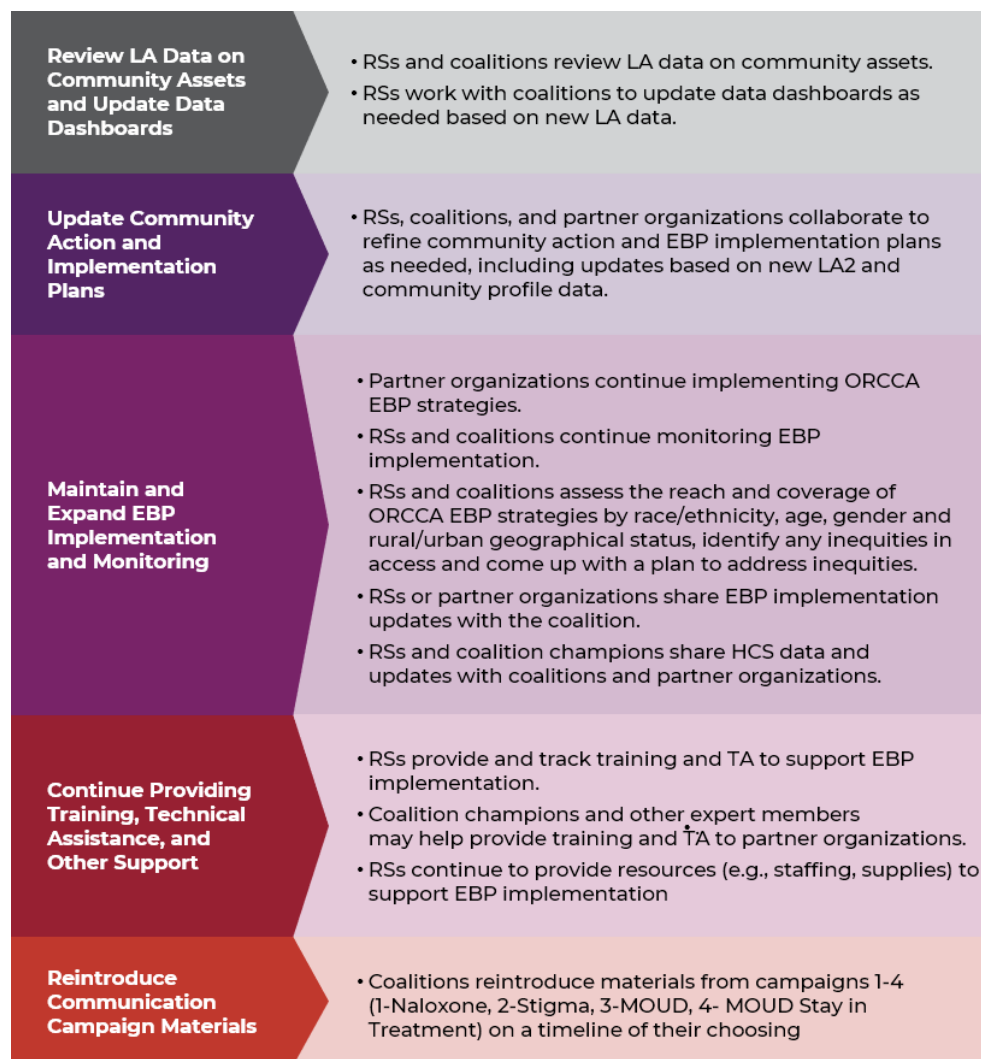 Review LA Data on
Community Assets
and Update Data
Dashboards
• RSs and coalitions review LA data on community assets.
• RSs work with coalitions to update data dashboards as
needed based on new LA data.
Update Community
Action and
Implementation
Plans
• RSs, coalitions, and partner organizations collaborate to
refine community action and EBP implementation plans
as needed, including updates based on new LA2 and
community profile data.
Maintain and
Expand EBP
Implementation
and Monitoring
• Partner organizations continue implementing ORCCA
EBP strategies.
• RSs and coalitions continue monitoring EBP
implementation.
• RSs and coalitions assess the reach and coverage of
ORCCA EBP strategies by race/ethnicity, age, gender and
rural/urban geographical status, identify any inequities in
access and come up with a plan to address inequities.
• RSs or partner organizations share EBP implementation
updates with the coalition.
• RSs and coalition champions share HCS data and
updates with coalitions and partner organizations.
Continue Providing
Training, Technical
Assistance, and
Other Support
• RSs provide and track training and TA to support EBP
implementation.
• Coalition champions and other expert members
may help provide training and TA to partner organizations.
• RSs continue to provide resources (e.g., staffing, supplies) to
support EBP implementation
Reintroduce
Communication
Campaign Materials
• Coalitions reintroduce materials from campaigns 1-4
(1-Naloxone, 2-Stigma, 3-MOUD, 4- MOUD Stay in
Treatment) on a timeline of their choosing